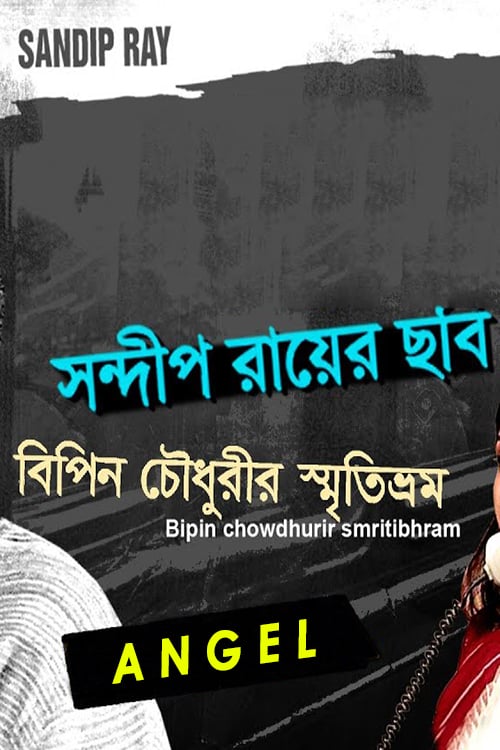 SANDIP RAY
সন্দীপ রায়ের ছাব
বিপিন চৌধুরীর স্মৃতিভ্রম
Bipin chowdhurir smritibhram
ANGEL